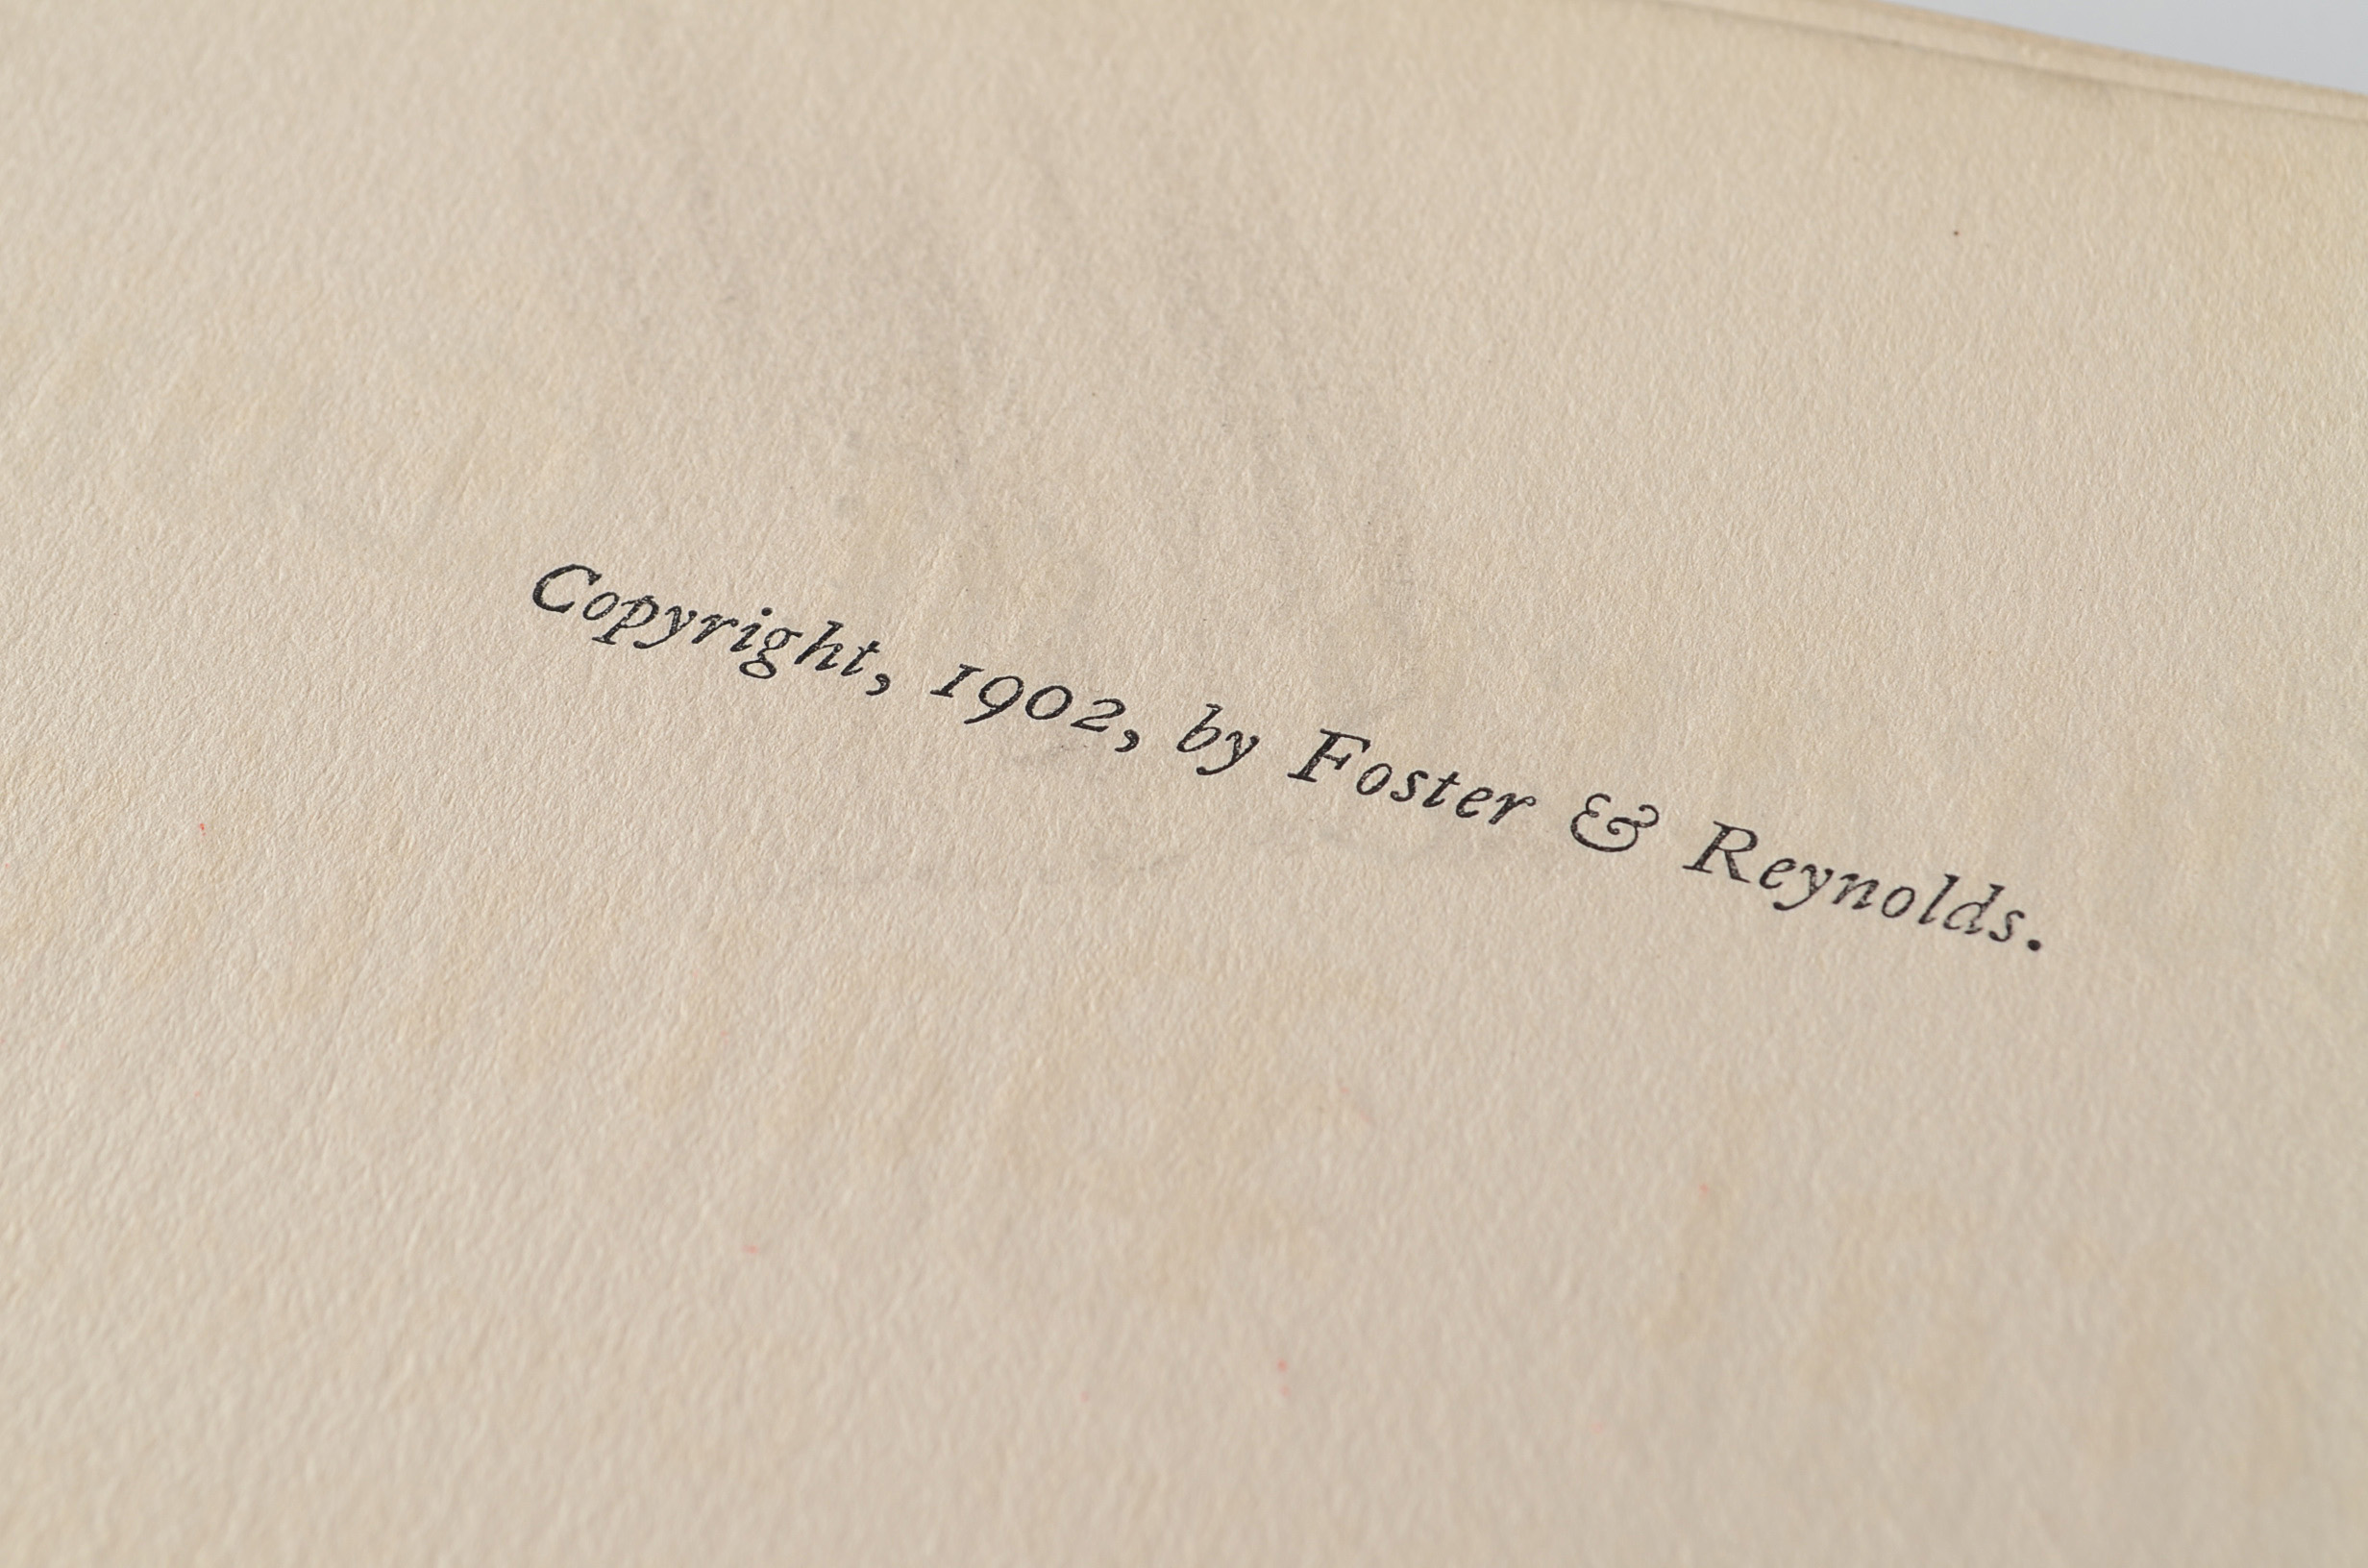 Copyright, 1902, by Foster & Reynolds.